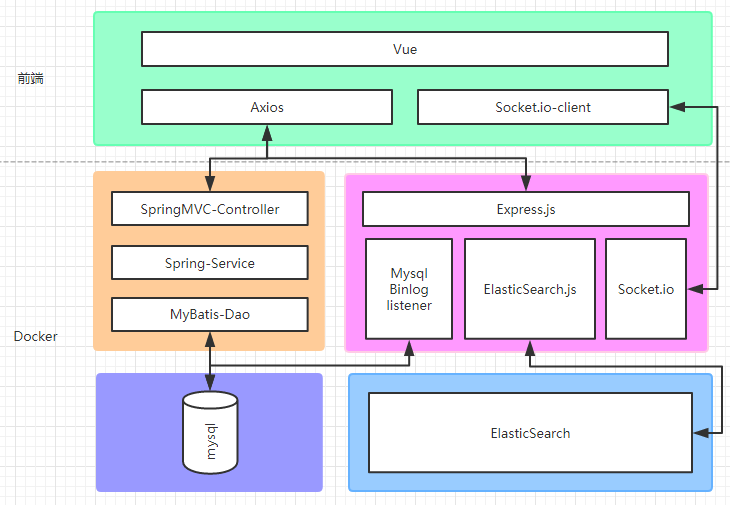 Vue
前端
Axios
Socket.io-client
SpringMVC-Controller
Express.js
Spring-Service
Mysql
Binlog
listener
ElasticSearch.js
Socket.io
MyBatis-Dao
Docker
mysql
ElasticSearch